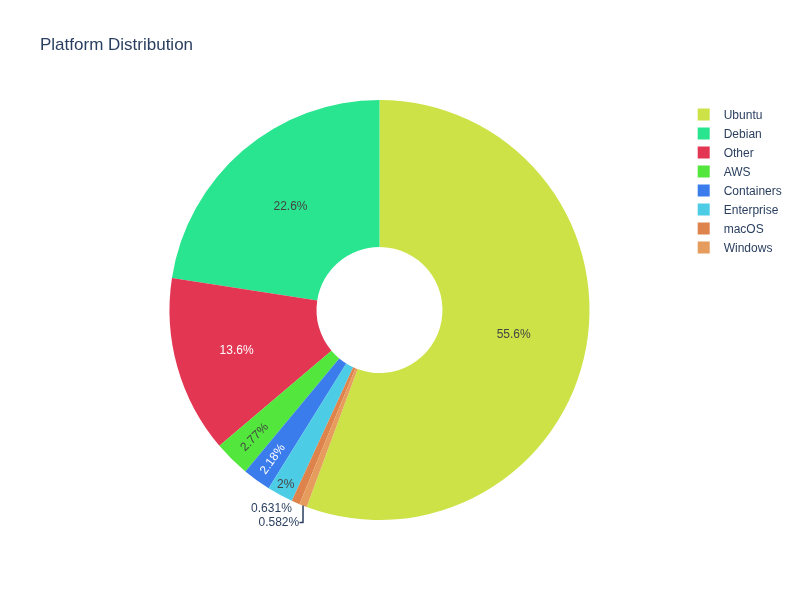 Platform Distribution
Ubuntu
Debian
Other
AWS
Containers
Enterprise
macOS
Windows
22.6%
55.6%
13.6%
2.77%
2.18%
2%
0.631%
0.582%